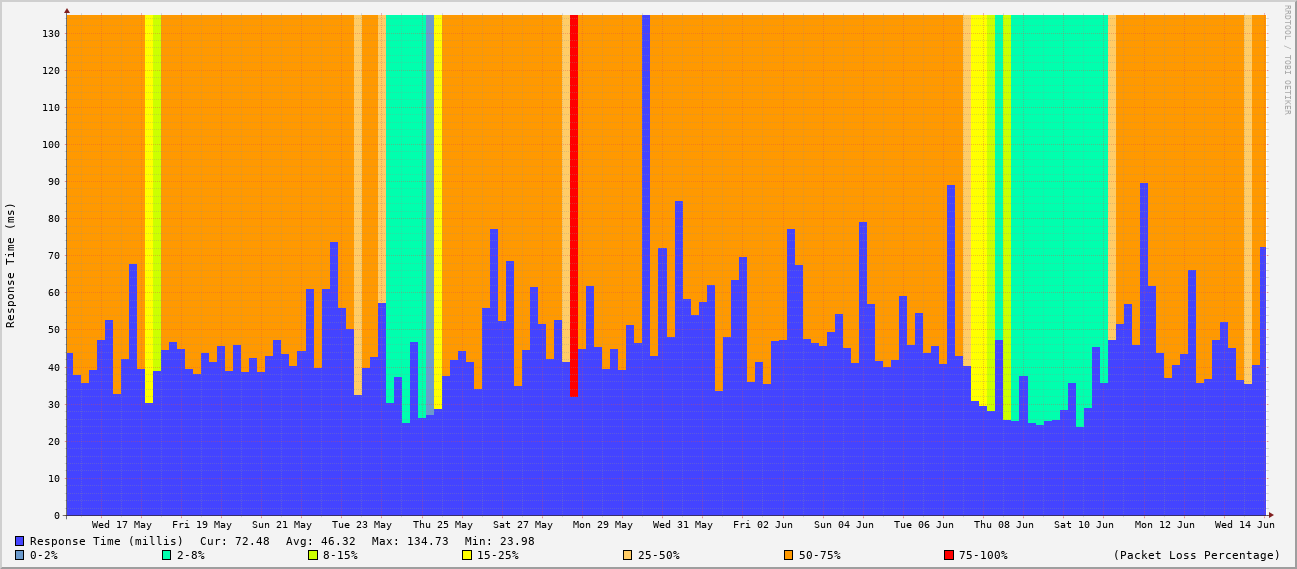 RRDTOOL / TOBI OETIKER
Response Time (ms)
130
120
110
100
90
80
70
60
50
40
30
20
10
0
Wed 17 May Fri 19 May Sun 21 May Tue 23 May Thu 25 May Sat 27 May Mon 29 May Wed 31 May Fri 02 Jun Sun 04 Jun Tue 06 Jun Thu 08 Jun Sat 10 Jun Mon 12 Jun Wed 14 Jun
Response Time (millis) Cur: 72.48 Avg: 46.32 Max: 134.73 Min: 23.98
0-2% 2-8% 8-15% 15-25% 25-50% 50-75% 75-100% (Packet Loss Percentage)